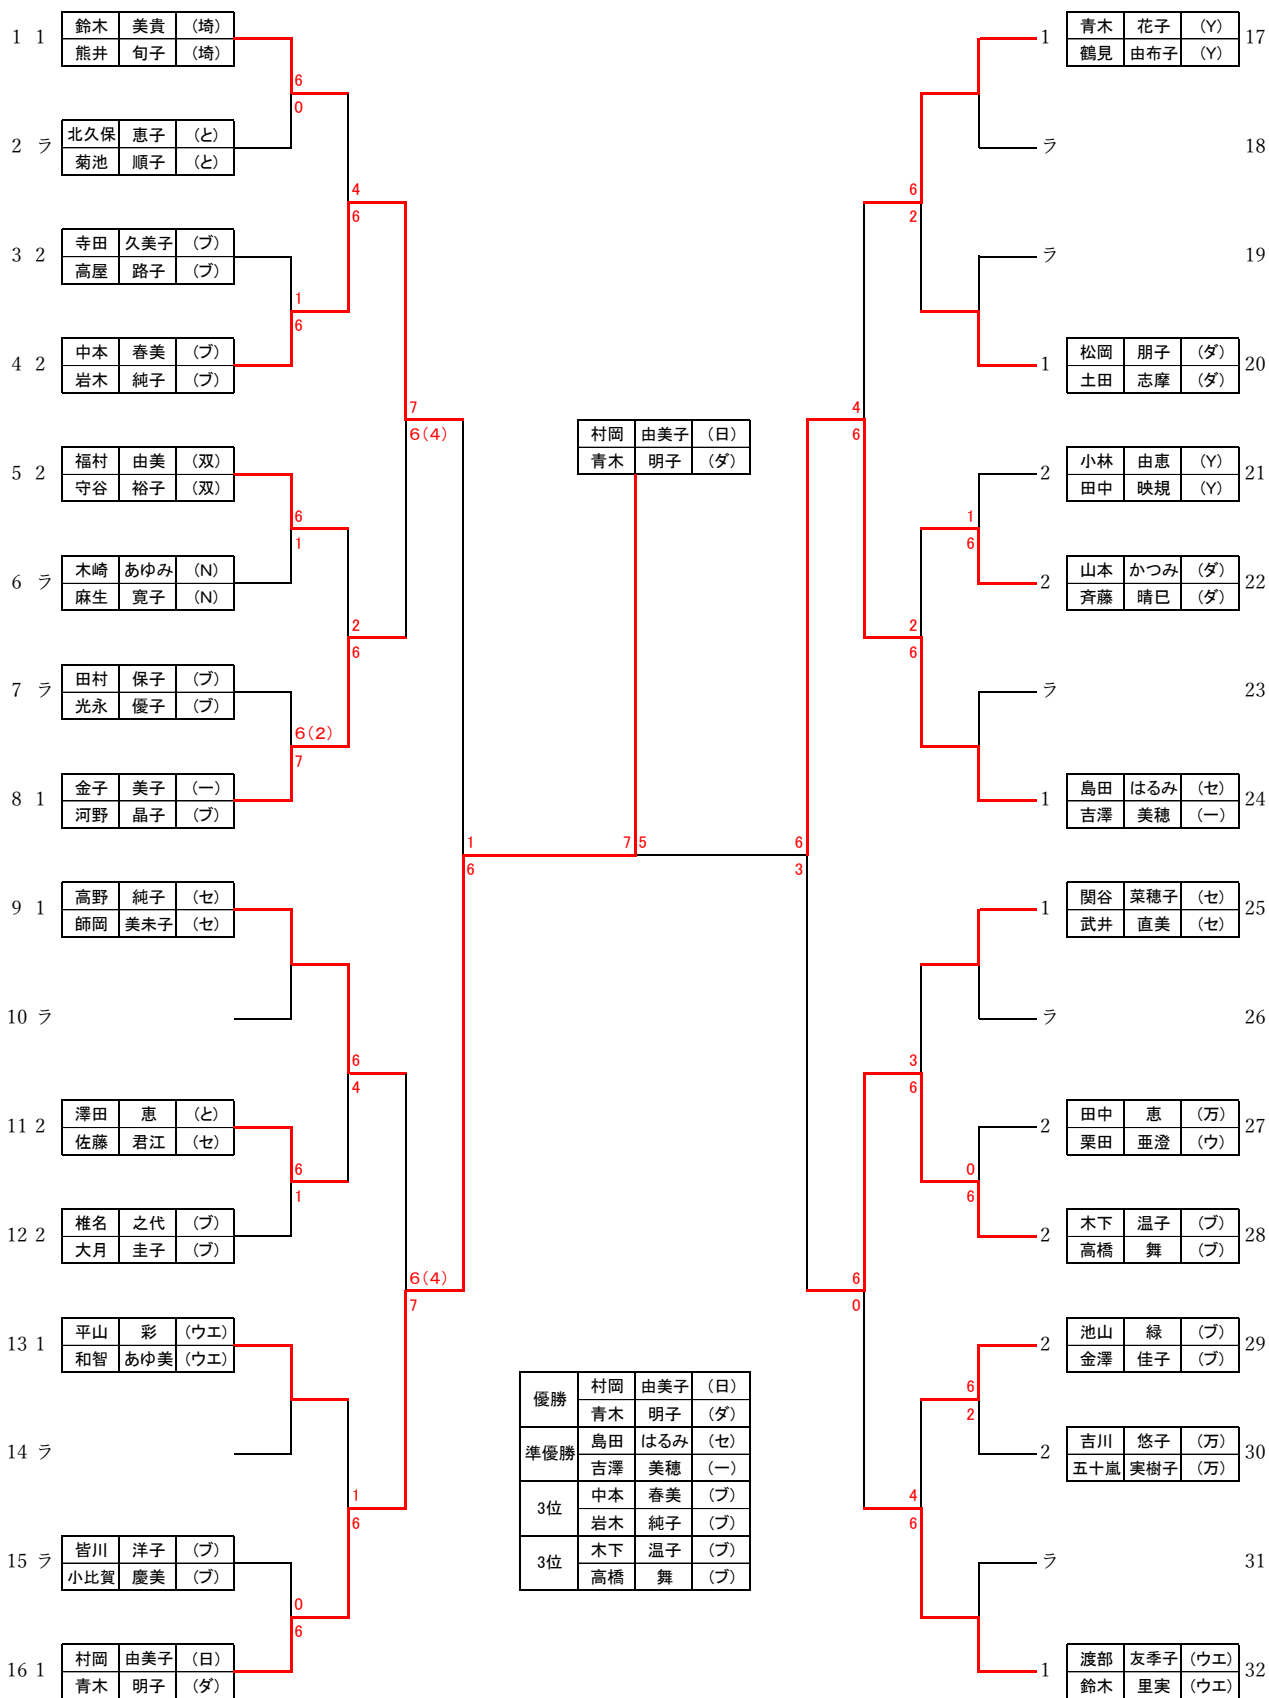 1 1 鈴木 美貴 (埼)
熊井 旬子 (埼)
6
0
2 ラ 北久保 恵子 (と)
菊池 順子 (と)
4
6
3 2 寺田 久美子 (ブ)
高屋 路子 (ブ)
1
6
4 2 中本 春美 (ブ)
岩木 純子 (ブ)
7
6(4)
5 2 福村 由美 (双)
守谷 裕子 (双)
6
1
6 ラ 木崎 あゆみ (N)
麻生 寛子 (N)
2
6
7 ラ 田村 保子 (ブ)
光永 優子 (ブ)
6(2)
7
8 1 金子 美子 (一)
河野 晶子 (ブ)
1
6
9 1 高野 純子 (セ)
師岡 美未子 (セ)
10 ラ
6
4
11 2 澤田 恵 (と)
佐藤 君江 (セ)
6
1
12 2 椎名 之代 (ブ)
大月 圭子 (ブ)
6(4)
7
13 1 平山 彩 (ウエ)
和智 あゆ美 (ウエ)
14 ラ
1
6
15 ラ 皆川 洋子 (ブ)
小比賀 慶美 (ブ)
0
6
16 1 村岡 由美子 (日)
青木 明子 (ダ)
村岡 由美子 (日)
青木 明子 (ダ)
7 5
優勝 村岡 由美子 (日)
青木 明子 (ダ)
準優勝 島田 はるみ (セ)
吉澤 美穂 (一)
3位 中本 春美 (ブ)
岩木 純子 (ブ)
3位 木下 温子 (ブ)
高橋 舞 (ブ)
1 青木 花子 (Y) 17
鶴見 由布子 (Y)
ラ 18
6
2
ラ 19
1 松岡 朋子 (ダ) 20
土田 志摩 (ダ)
4
6
2 小林 由恵 (Y) 21
田中 映規 (Y)
1
6
2 山本 かつみ (ダ) 22
斉藤 晴巳 (ダ)
2
6
ラ 23
1 島田 はるみ (セ) 24
吉澤 美穂 (一)
6
3
1 関谷 菜穂子 (セ) 25
武井 直美 (セ)
ラ 26
3
6
2 田中 恵 (万) 27
栗田 亜澄 (ウ)
0
6
2 木下 温子 (ブ) 28
高橋 舞 (ブ)
6
0
2 池山 緑 (ブ) 29
金澤 佳子 (ブ)
6
2
2 吉川 悠子 (万) 30
五十嵐 実樹子 (万)
4
6
ラ 31
1 渡部 友季子 (ウエ) 32
鈴木 里実 (ウエ)